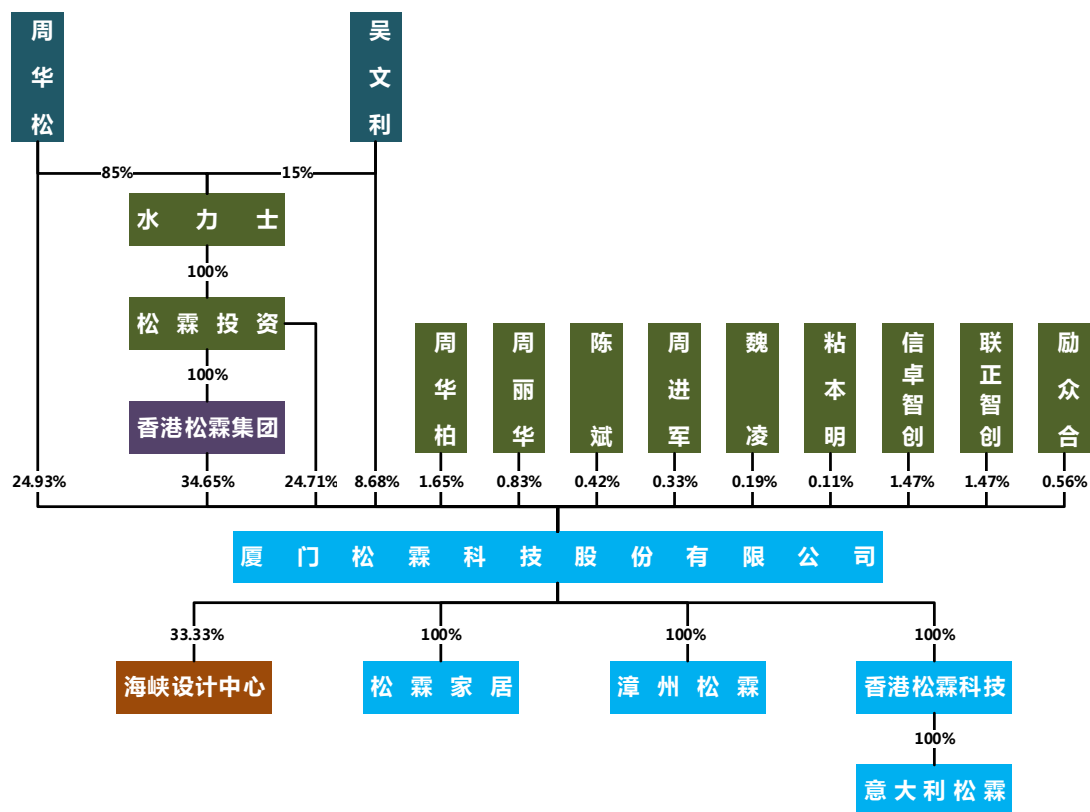 周华松
吴文利
85%
15%
水力士
100%
松霖投资
100%
香港松霖集团
周华柏
周丽华
陈斌
周进军
魏凌
粘本明
信卓智创
联正智创
励众合
24.93%
34.65%
24.71%
8.68%
1.65%
0.83%
0.42%
0.33%
0.19%
0.11%
1.47%
1.47%
0.56%
厦门松霖科技股份有限公司
33.33%
100%
100%
100%
海峡设计中心
松霖家居
漳州松霖
香港松霖科技
100%
意大利松霖